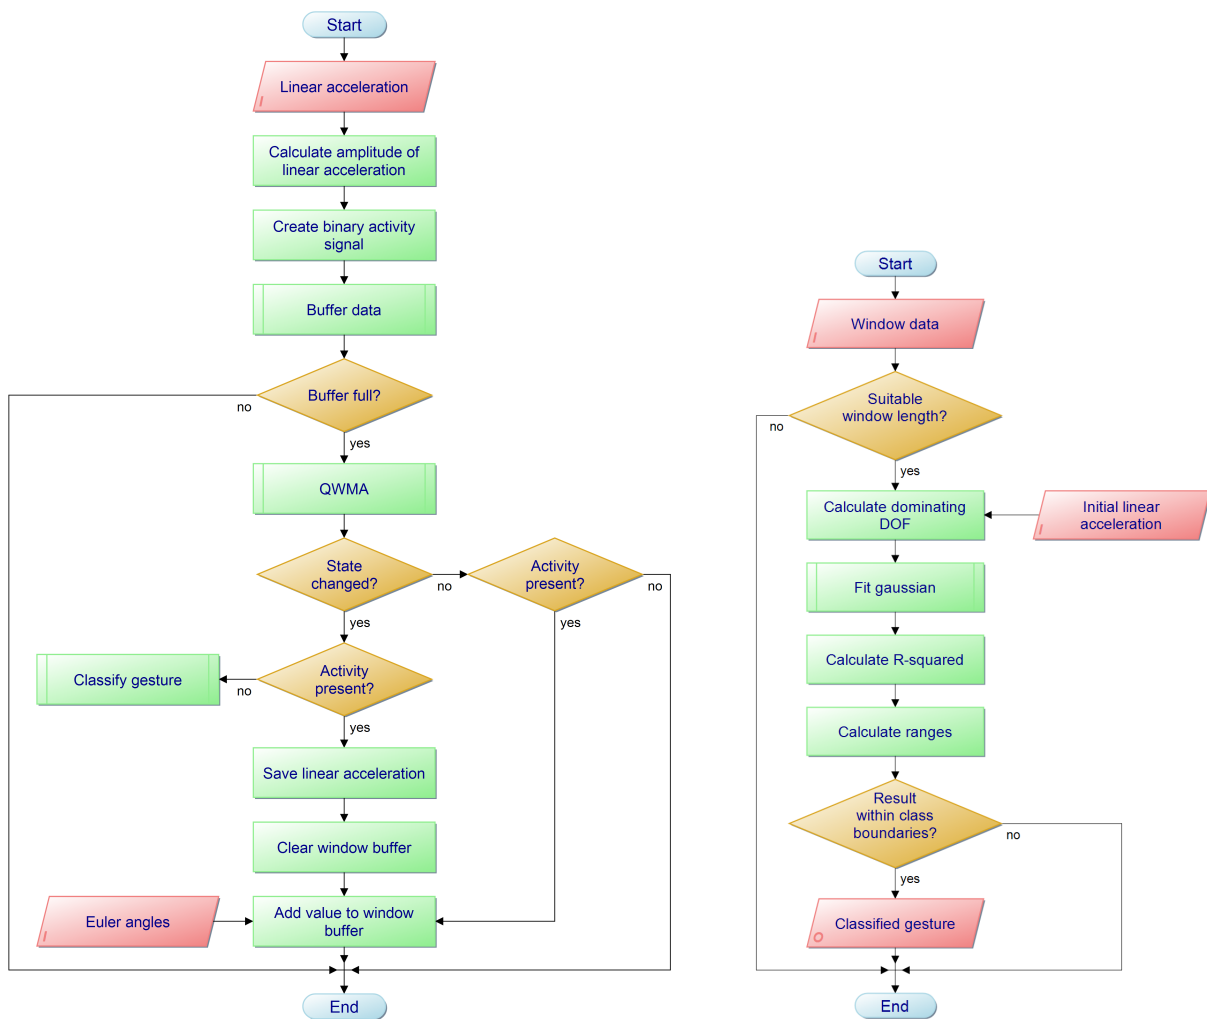 Start
Linear acceleration
Calculate amplitude of
linear acceleration
Create binary activity
signal
Buffer data
Buffer full?
no
yes
QWMA
State
changed?
no
Activity
present?
no
yes
yes
Classify gesture
no
Activity
present?
yes
Save linear acceleration
Clear window buffer
Euler angles
Add value to window
buffer
End
Start
Window data
Suitable
window length?
no
yes
Calculate dominating
DOF
Initial linear
acceleration
Fit gaussian
Calculate R-squared
Calculate ranges
Result
within class
boundaries?
no
yes
Classified gesture
End